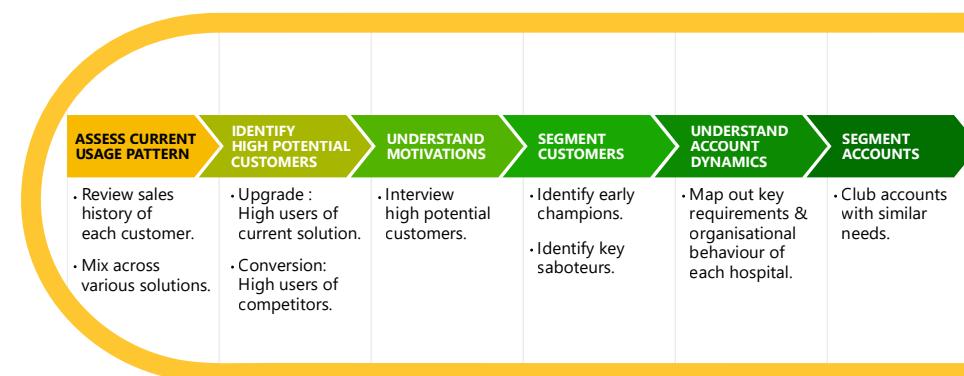 ASSESS CURRENT
USAGE PATTERN
• Review sales
history of
each customer.
• Mix across
various solutions.
IDENTIFY
HIGH POTENTIAL
CUSTOMERS
• Upgrade :
High users of
current solution.
• Conversion:
High users of
competitors.
UNDERSTAND
MOTIVATIONS
• Interview
high potential
customers.
SEGMENT
CUSTOMERS
• Identify early
champions.
• Identify key
saboteurs.
UNDERSTAND
ACCOUNT
DYNAMICS
• Map out key
requirements &
organisational
behaviour of
each hospital.
SEGMENT
ACCOUNTS
• Club accounts
with similar
needs.